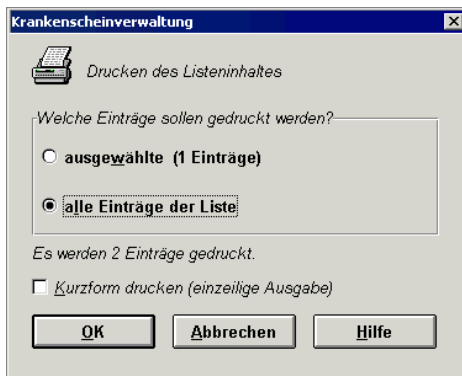 Krankenscheinverwaltung
Drucken des Listeninhaltes
Welche Einträge sollen gedruckt werden?
ausgewählte (1 Einträge)
alle Einträge der Liste
Es werden 2 Einträge gedruckt.
Kurzform drucken (einzeilige Ausgabe)
OK Abbrechen Hilfe